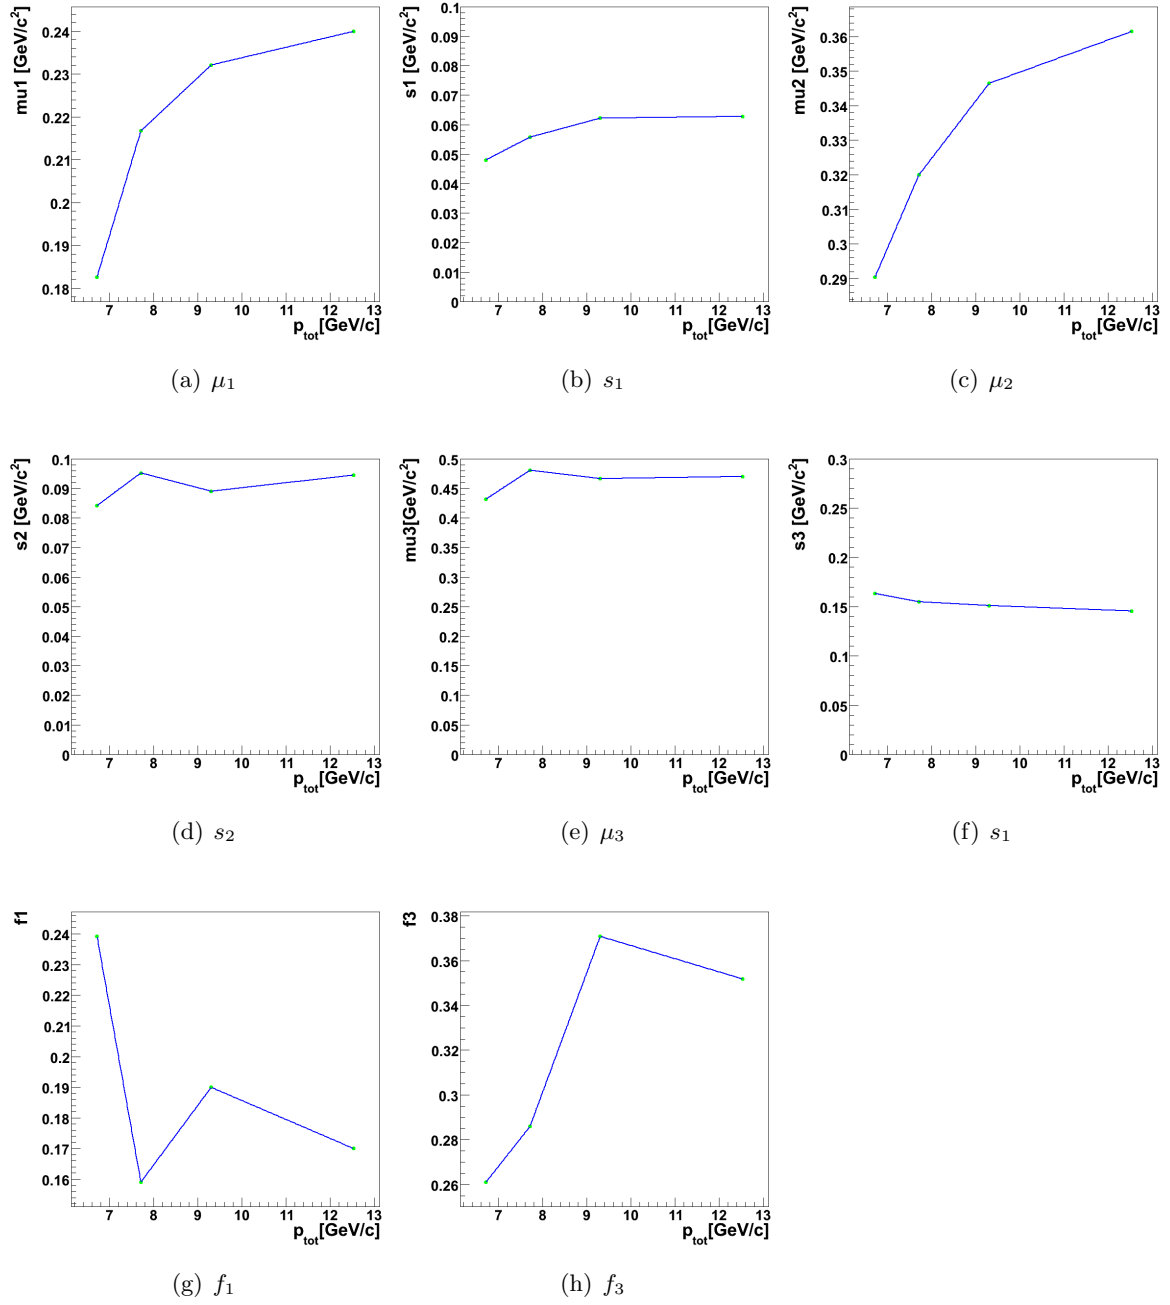 mu1 [GeV/c²]
0.24
0.23
0.22
0.21
0.2
0.19
0.18
7 8 9 10 11 12 13
p_tot[GeV/c]
(a) μ₁
s1 [GeV/c²]
0.1
0.09
0.08
0.07
0.06
0.05
0.04
0.03
0.02
0.01
0
7 8 9 10 11 12 13
p_tot[GeV/c]
(b) s₁
mu2 [GeV/c²]
0.36
0.35
0.34
0.33
0.32
0.31
0.3
0.29
7 8 9 10 11 12 13
p_tot[GeV/c]
(c) μ₂
s2 [GeV/c²]
0.1
0.09
0.08
0.07
0.06
0.05
0.04
0.03
0.02
0.01
0
7 8 9 10 11 12 13
p_tot[GeV/c]
(d) s₂
mu3[GeV/c²]
0.5
0.45
0.4
0.35
0.3
0.25
0.2
0.15
0.1
0.05
0
7 8 9 10 11 12 13
p_tot[GeV/c]
(e) μ₃
s3 [GeV/c²]
0.3
0.25
0.2
0.15
0.1
0.05
0
7 8 9 10 11 12 13
p_tot[GeV/c]
(f) s₁
f1
0.24
0.23
0.22
0.21
0.2
0.19
0.18
0.17
0.16
7 8 9 10 11 12 13
p_tot[GeV/c]
(g) f₁
f3
0.38
0.36
0.34
0.32
0.3
0.28
0.26
7 8 9 10 11 12 13
p_tot[GeV/c]
(h) f₃